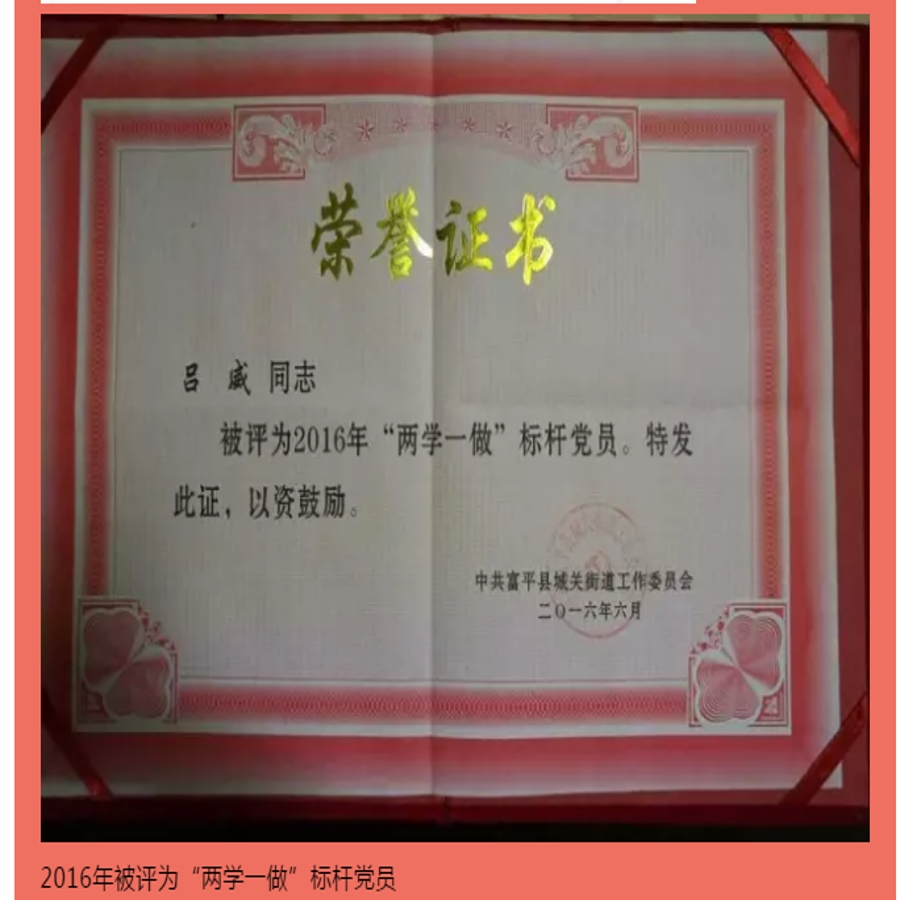 荣誉证书
吕威 同志
被评为2016年“两学一做”标杆党员。特发
此证，以资鼓励。
中共富平县城关街道工作委员会
二〇一六年六月
2016年被评为“两学一做”标杆党员